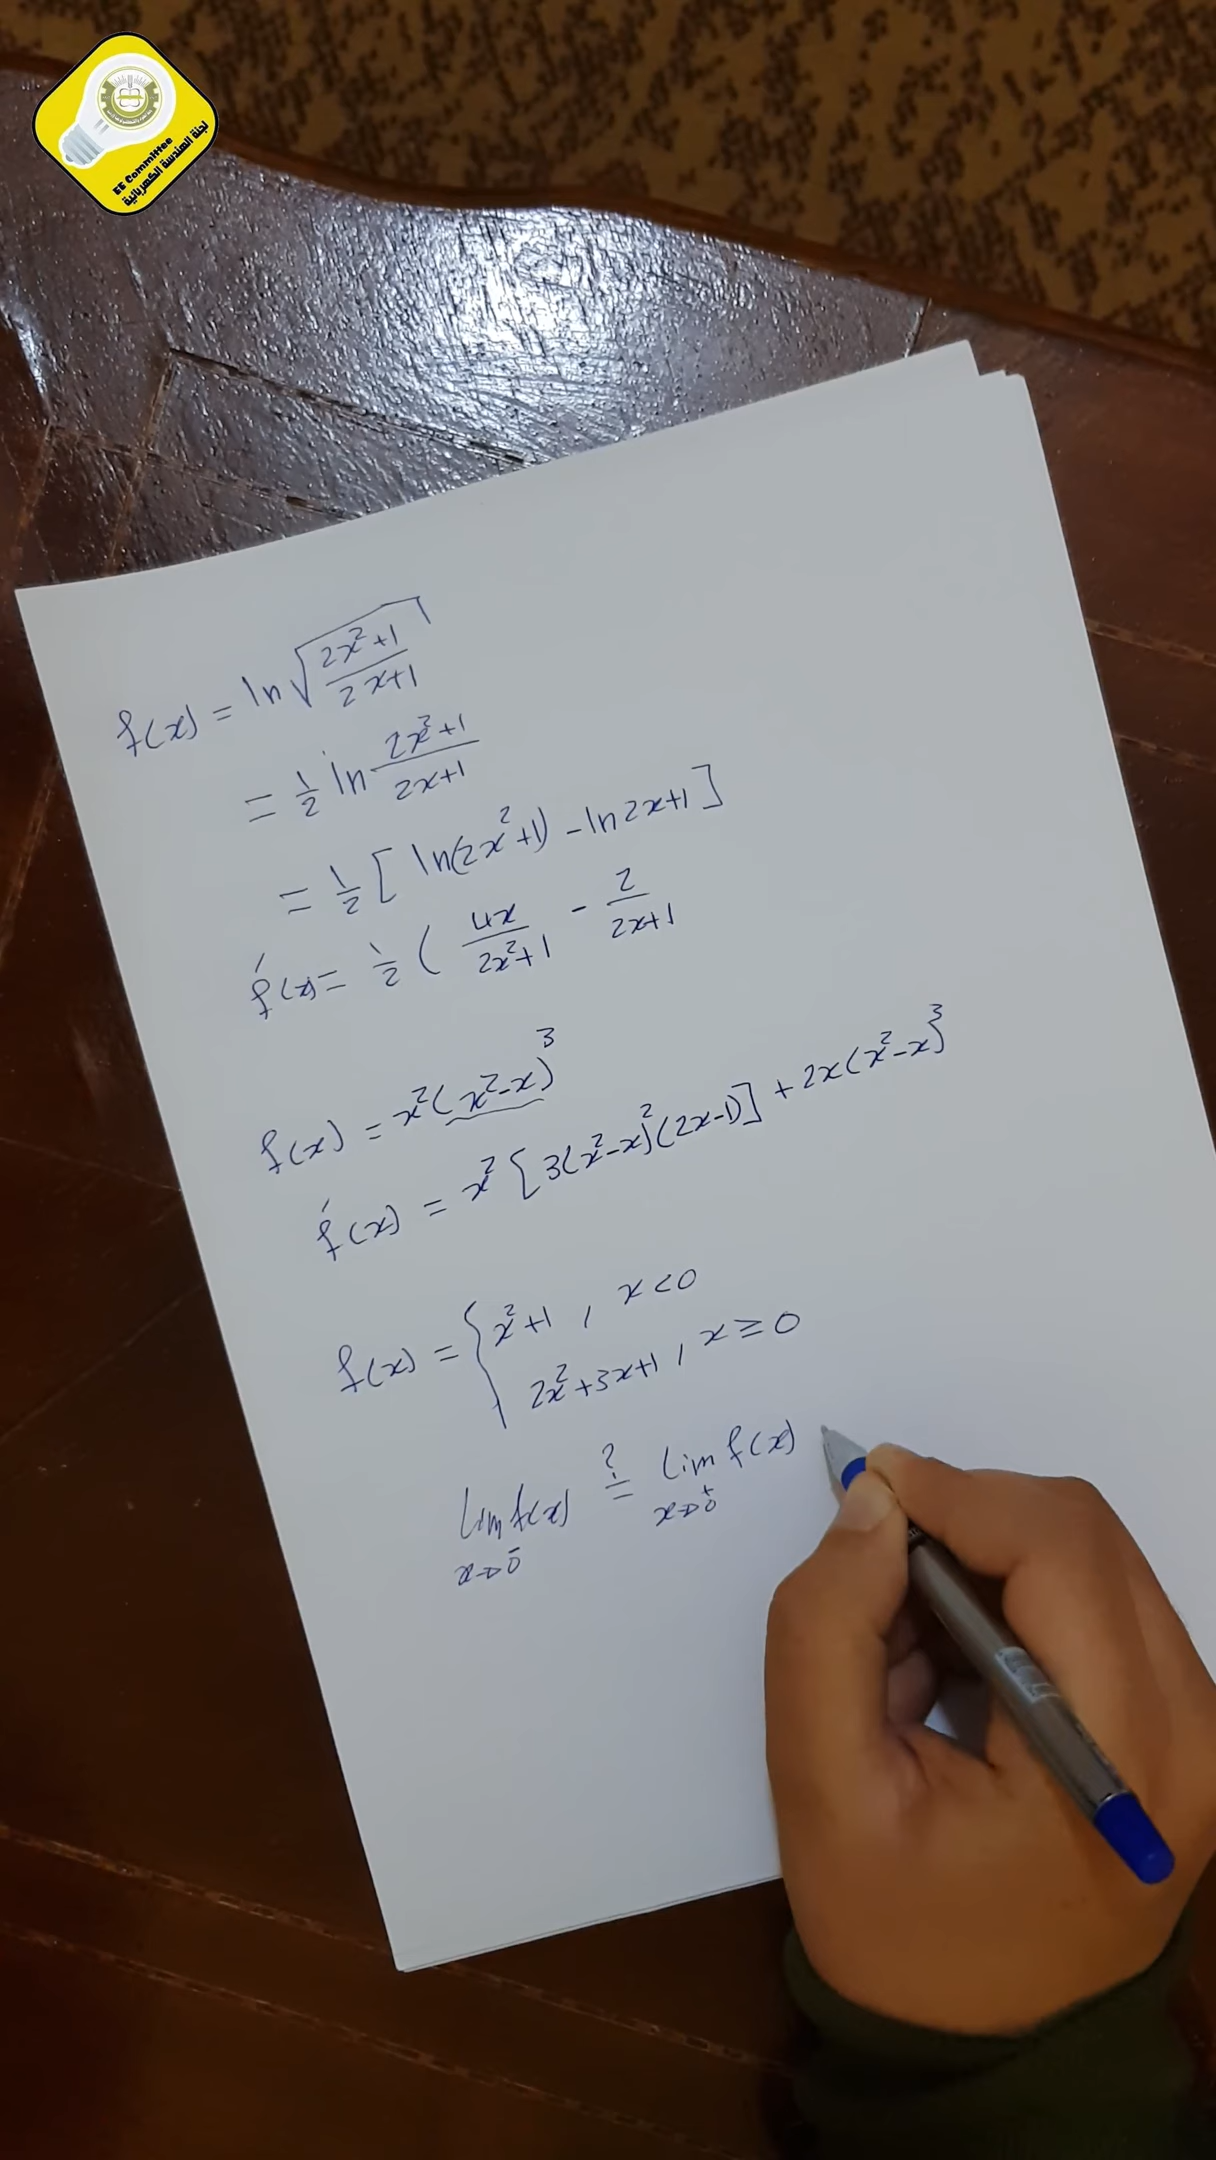 EE Committee
لجنة الهندسة الكهربائية
f(x) = ln √((2x²+1)/(2x+1))
= 1/2 ln (2x²+1)/(2x+1)
= 1/2 [ ln(2x²+1) - ln 2x+1 ]
f'(x) = 1/2 ( 4x/(2x²+1) - 2/(2x+1)
f(x) = x²(x²-x)³
f'(x) = x² [3(x²-x)²(2x-1)] + 2x(x²-x)³
f(x) = { x²+1 , x<0
2x²+3x+1 , x≥0
lim f(x) ≟ lim f(x)
x→0⁻ x→0⁺